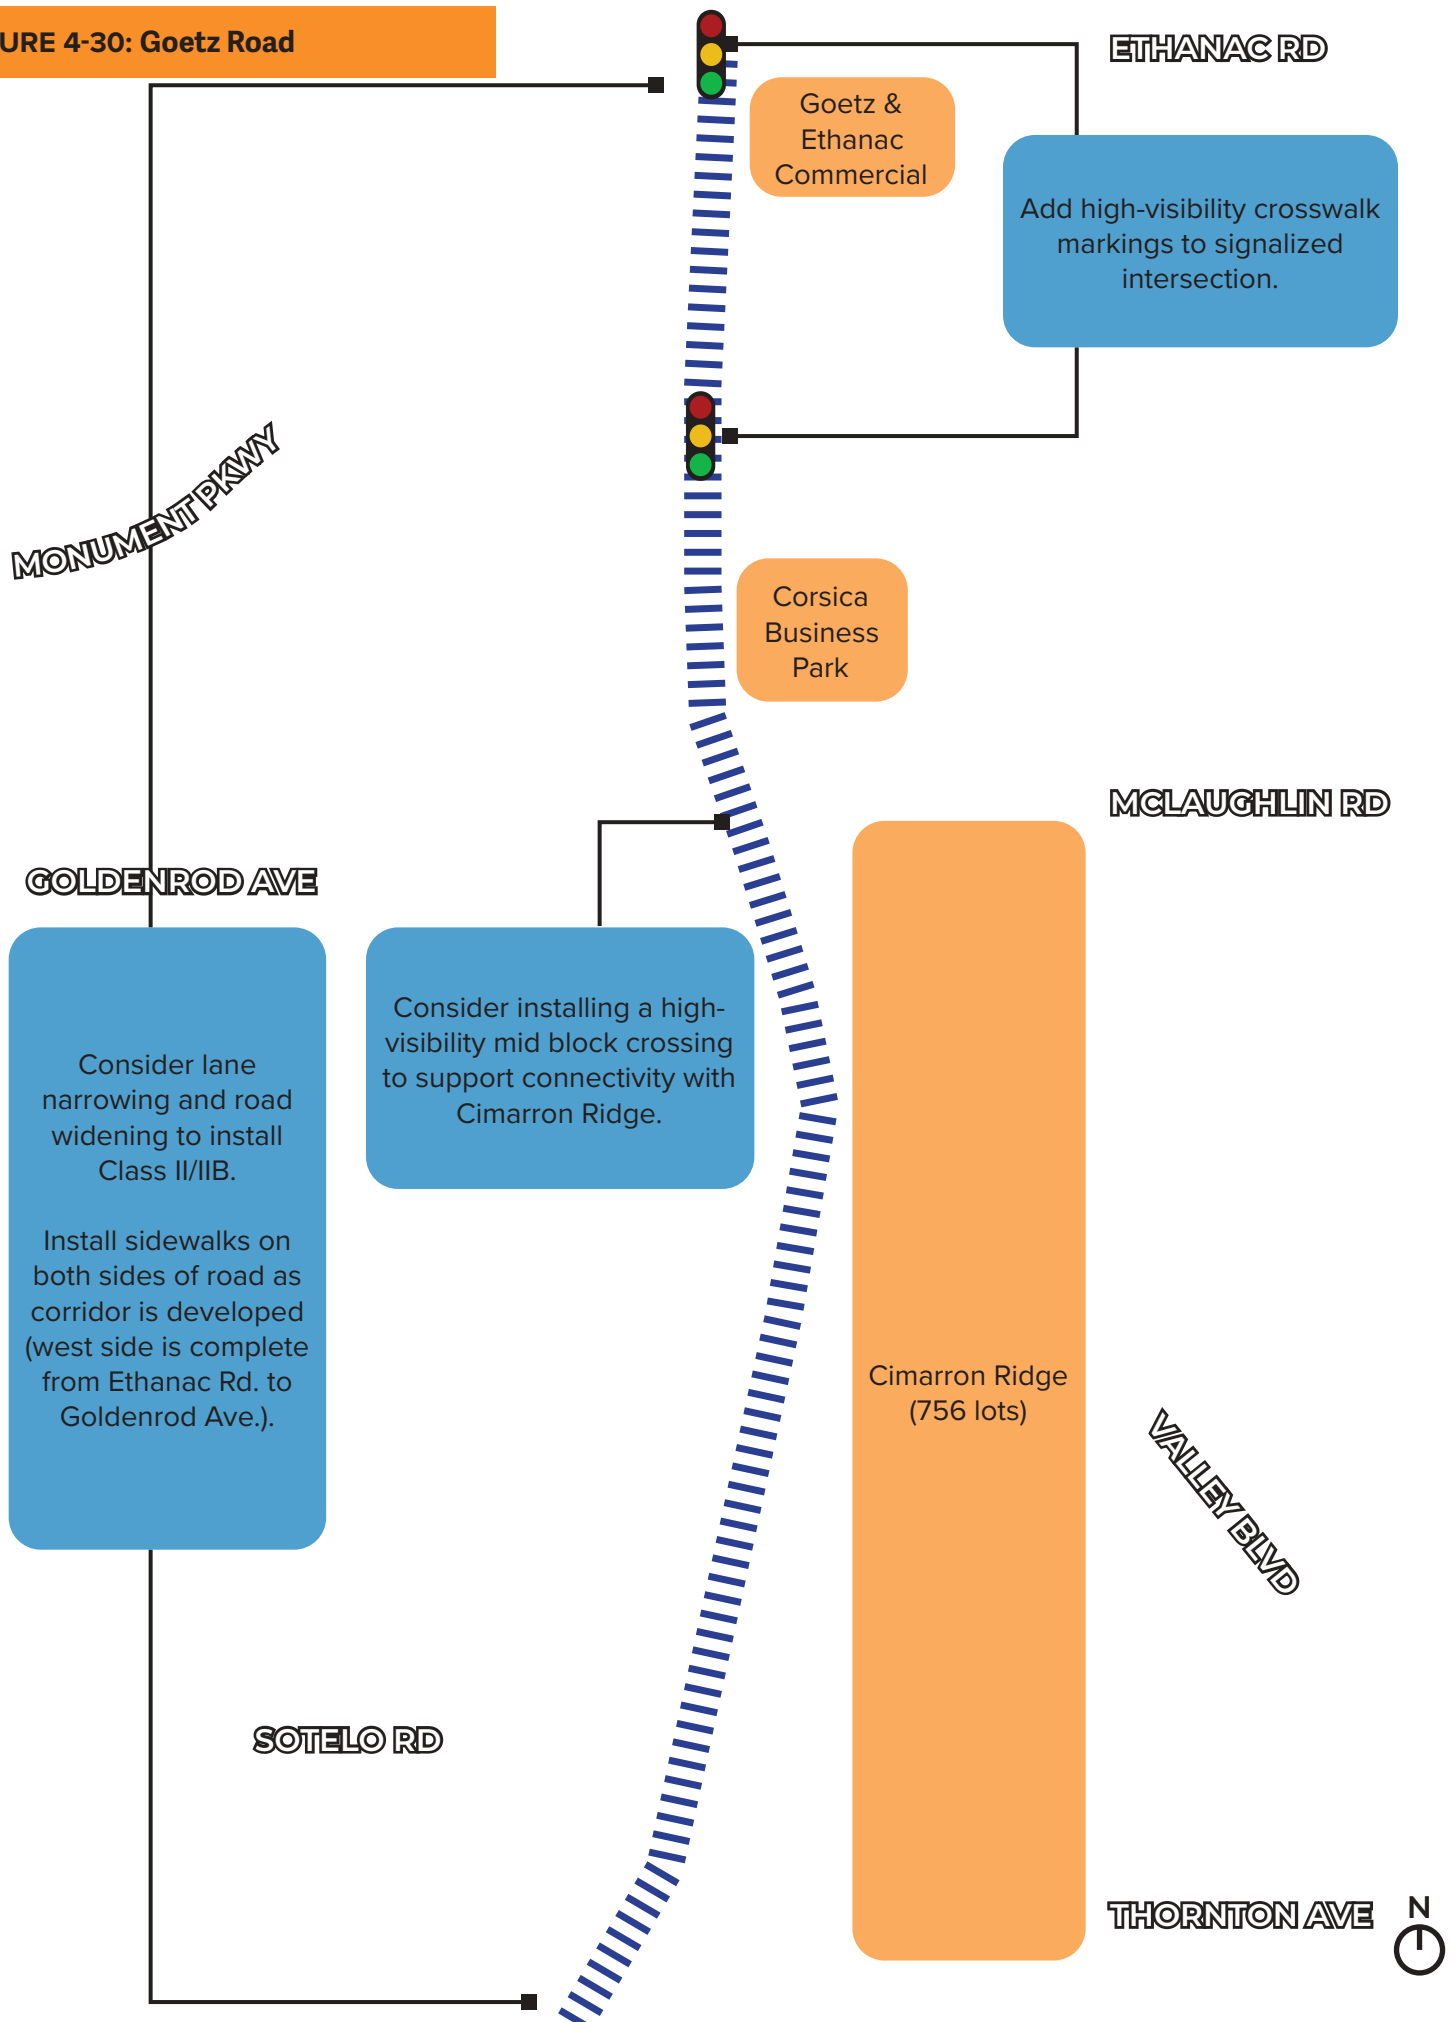 URE 4-30: Goetz Road
ETHANAC RD
Goetz &
Ethanac
Commercial
Add high-visibility crosswalk
markings to signalized
intersection.
MONUMENT PKWY
Corsica
Business
Park
MCLAUGHLIN RD
GOLDENROD AVE
Consider lane
narrowing and road
widening to install
Class II/IIB.
Install sidewalks on
both sides of road as
corridor is developed
(west side is complete
from Ethanac Rd. to
Goldenrod Ave.).
Consider installing a high-
visibility mid block crossing
to support connectivity with
Cimarron Ridge.
Cimarron Ridge
(756 lots)
VALLEY BLVD
SOTELO RD
THORNTON AVE
N